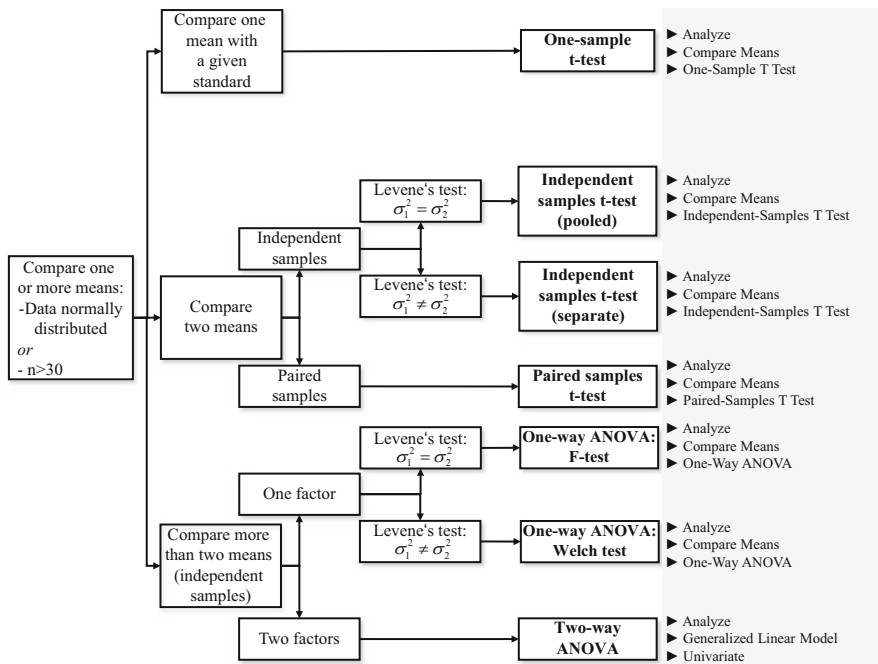 Compare one
mean with
a given
standard
One-sample
t-test
► Analyze
► Compare Means
► One-Sample T Test
Compare one
or more means:
-Data normally
distributed
or
- n>30
Compare
two means
Independent
samples
Levene‘s test:
σ₁² = σ₂²
Independent
samples t-test
(pooled)
► Analyze
► Compare Means
► Independent-Samples T Test
Levene‘s test:
σ₁² ≠ σ₂²
Independent
samples t-test
(separate)
► Analyze
► Compare Means
► Independent-Samples T Test
Paired
samples
Paired samples
t-test
► Analyze
► Compare Means
► Paired-Samples T Test
Compare more
than two means
(independent
samples)
One factor
Levene‘s test:
σ₁² = σ₂²
One-way ANOVA:
F-test
► Analyze
► Compare Means
► One-Way ANOVA
Levene‘s test:
σ₁² ≠ σ₂²
One-way ANOVA:
Welch test
► Analyze
► Compare Means
► One-Way ANOVA
Two factors
Two-way
ANOVA
► Analyze
► Generalized Linear Model
► Univariate